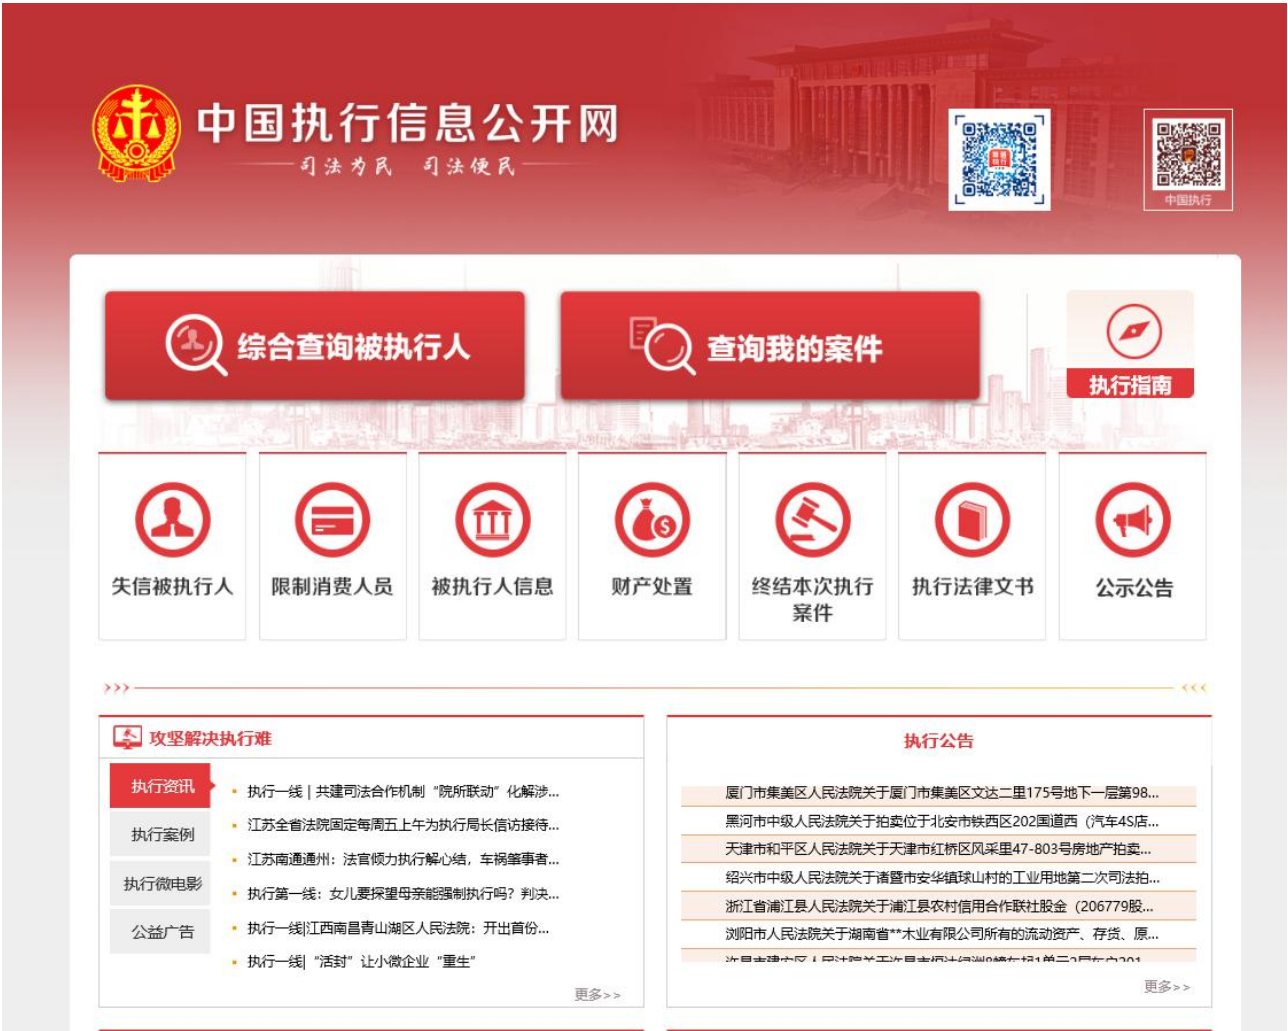 中国执行信息公开网
司法为民 司法便民
中国执行
综合查询被执行人
查询我的案件
执行指南
失信被执行人
限制消费人员
被执行人信息
财产处置
终结本次执行
案件
执行法律文书
公示公告
攻坚解决执行难
执行资讯
执行案例
执行微电影
公益广告
执行一线 | 共建司法合作机制“院所联动”化解涉...
江苏全省法院固定每周五上午为执行局长信访接待...
江苏南通通州：法官倾力执行解心结，车祸肇事者...
执行第一线：女儿要探望母亲能强制执行吗？判决...
执行一线|江西南昌青山湖区人民法院：开出首份...
执行一线|“活封”让小微企业“重生”
更多>>
执行公告
厦门市集美区人民法院关于厦门市集美区文达二里175号地下一层第98...
黑河市中级人民法院关于拍卖位于北安市铁西区202国道西（汽车4S店...
天津市和平区人民法院关于天津市红桥区风采里47-803号房地产拍卖...
绍兴市中级人民法院关于诸暨市安华镇球山村的工业用地第二次司法拍...
浙江省浦江县人民法院关于浦江县农村信用合作联社股金（206779股...
浏阳市人民法院关于湖南省**木业有限公司所有的流动资产、存货、原...
更多>>